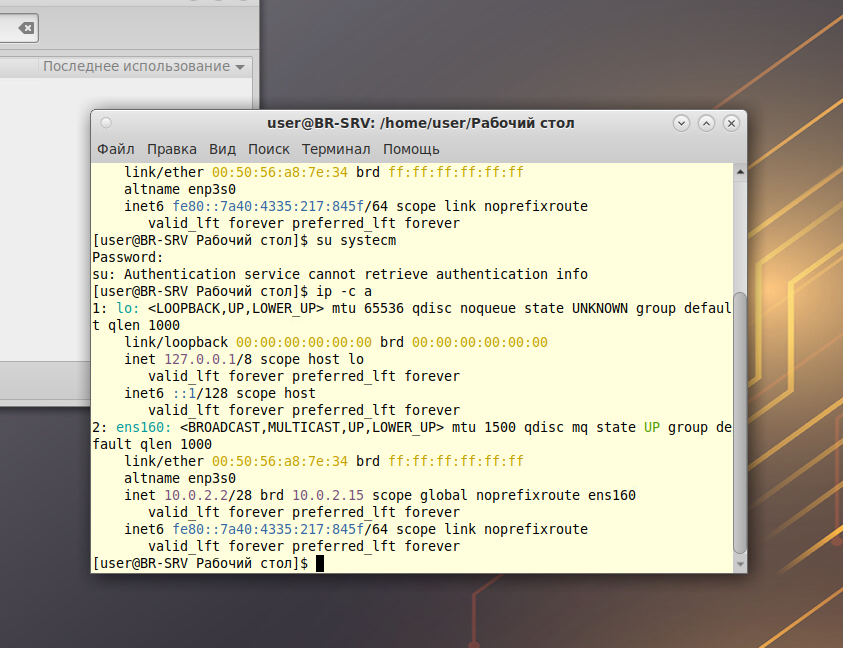 Последнее использование
user@BR-SRV: /home/user/Рабочий стол
Файл Правка Вид Поиск Терминал Помощь
link/ether 00:50:56:a8:7e:34 brd ff:ff:ff:ff:ff:ff
altname enp3s0
inet6 fe80::7a40:4335:217:845f/64 scope link noprefixroute
valid_lft forever preferred_lft forever
[user@BR-SRV Рабочий стол]$ su systecm
Password:
su: Authentication service cannot retrieve authentication info
[user@BR-SRV Рабочий стол]$ ip -c a
1: lo: <LOOPBACK,UP,LOWER_UP> mtu 65536 qdisc noqueue state UNKNOWN group defaul
t qlen 1000
link/loopback 00:00:00:00:00:00 brd 00:00:00:00:00:00
inet 127.0.0.1/8 scope host lo
valid_lft forever preferred_lft forever
inet6 ::1/128 scope host
valid_lft forever preferred_lft forever
2: ens160: <BROADCAST,MULTICAST,UP,LOWER_UP> mtu 1500 qdisc mq state UP group de
fault qlen 1000
link/ether 00:50:56:a8:7e:34 brd ff:ff:ff:ff:ff:ff
altname enp3s0
inet 10.0.2.2/28 brd 10.0.2.15 scope global noprefixroute ens160
valid_lft forever preferred_lft forever
inet6 fe80::7a40:4335:217:845f/64 scope link noprefixroute
valid_lft forever preferred_lft forever
[user@BR-SRV Рабочий стол]$